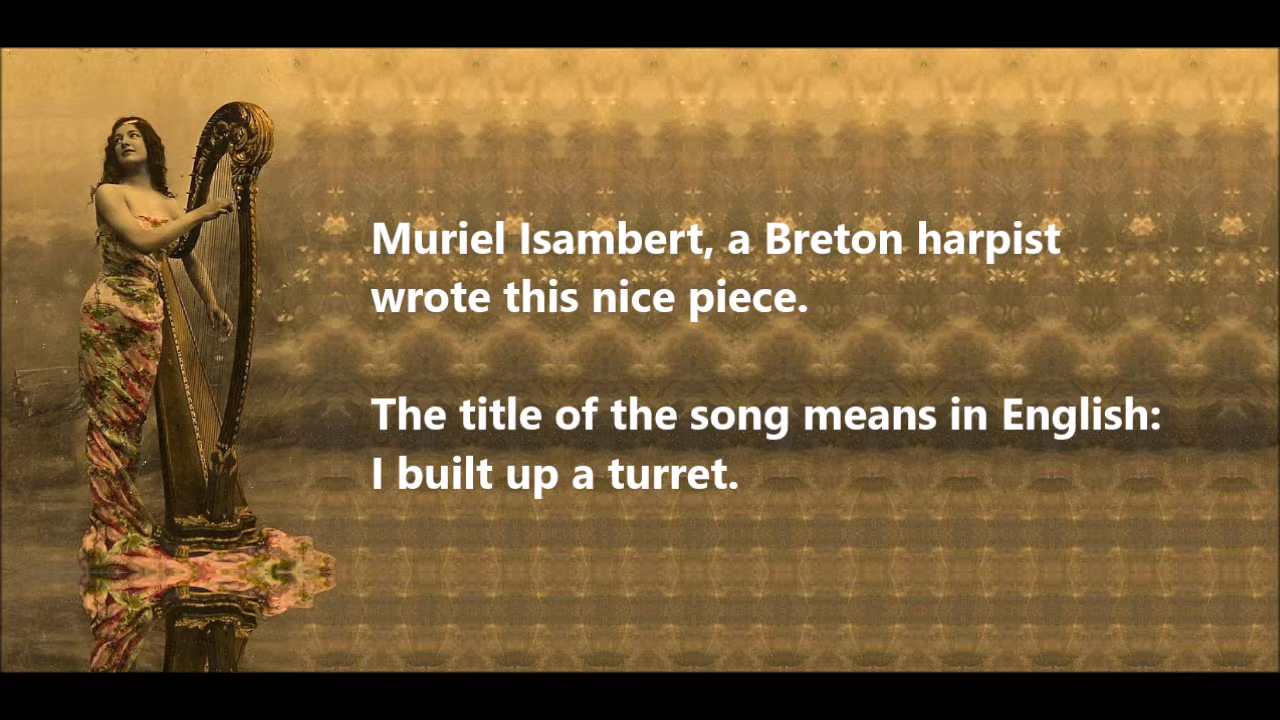 Muriel Isambert, a Breton harpist
wrote this nice piece.
The title of the song means in English:
I built up a turret.